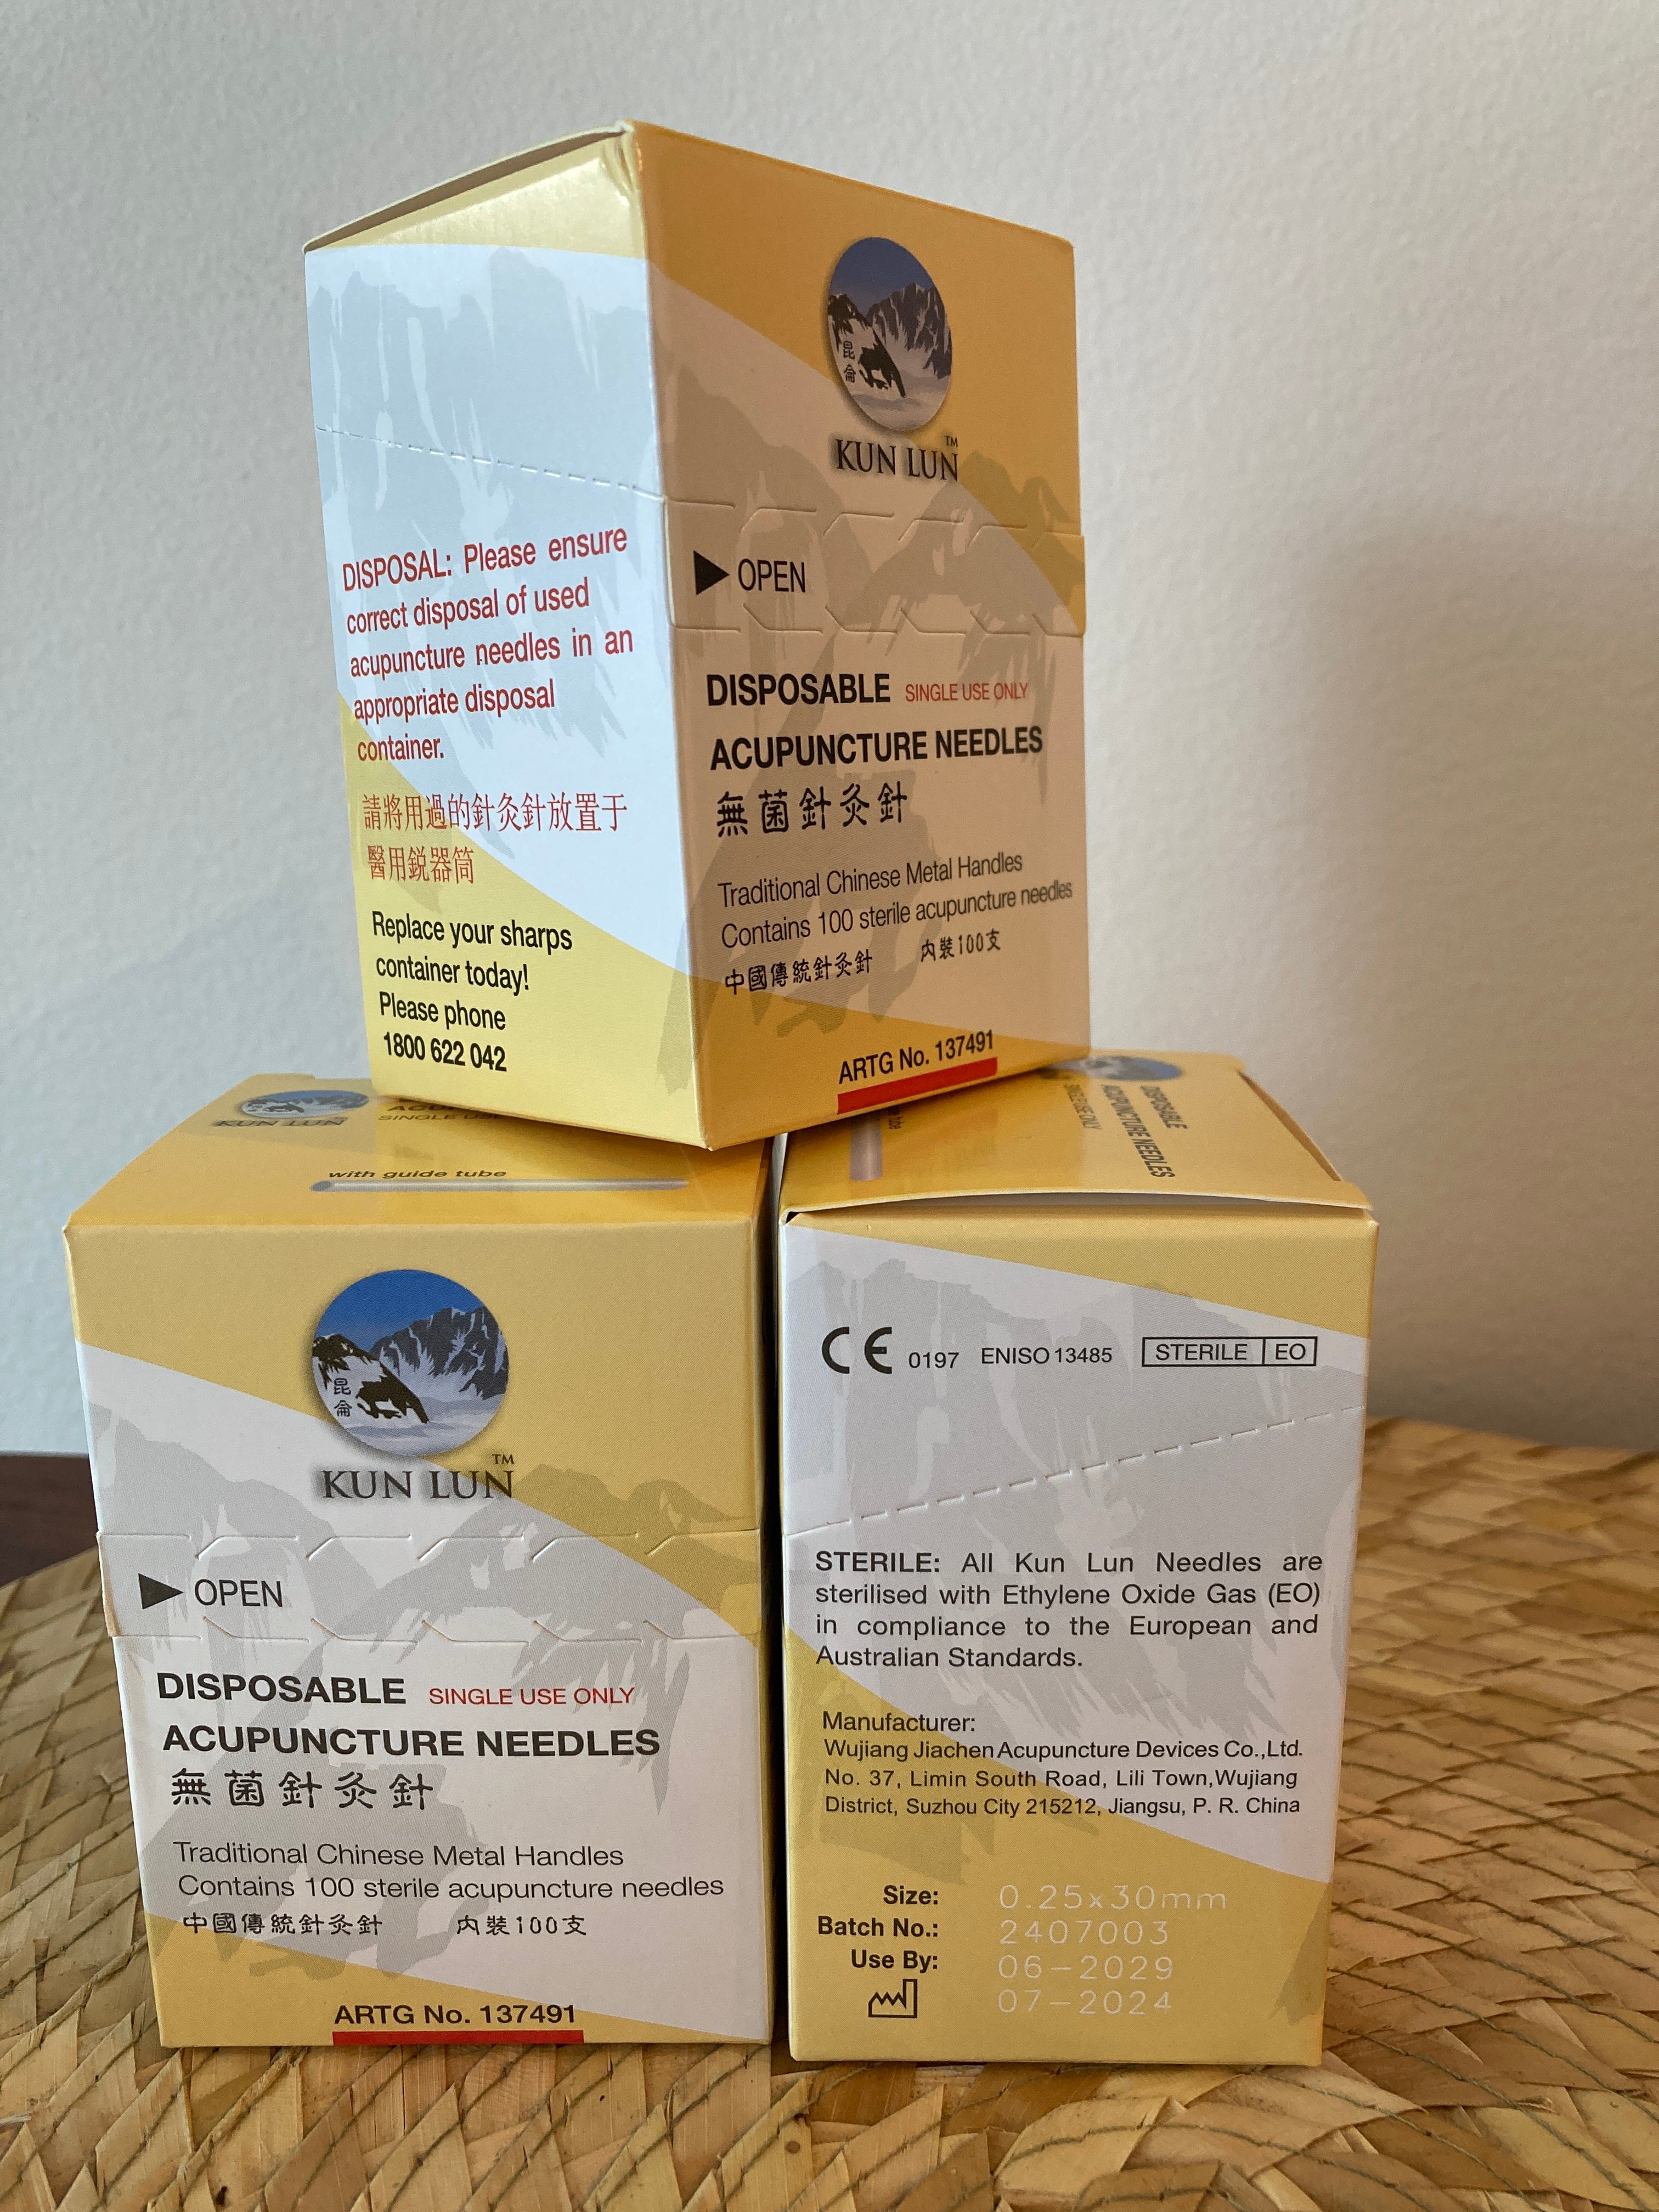 昆
侖
KUN LUN™
OPEN
DISPOSABLE SINGLE USE ONLY
ACUPUNCTURE NEEDLES
無菌針灸針
Traditional Chinese Metal Handles
Contains 100 sterile acupuncture needles
中國傳統針灸針 內裝100支
ARTG No. 137491
DISPOSAL: Please ensure
correct disposal of used
acupuncture needles in an
appropriate disposal
container.
請將用過的針灸針放置于
醫用銳器筒
Replace your sharps
container today!
Please phone
1800 622 042
KUN LUN
SINGLE USE
with guide tube
昆
侖
KUN LUN™
OPEN
DISPOSABLE SINGLE USE ONLY
ACUPUNCTURE NEEDLES
無菌針灸針
Traditional Chinese Metal Handles
Contains 100 sterile acupuncture needles
中國傳統針灸針 內裝100支
ARTG No. 137491
DISPOSABLE
ACUPUNCTURE NEEDLES
SINGLE USE ONLY
tube
CE 0197 ENISO 13485 STERILE EO
STERILE: All Kun Lun Needles are
sterilised with Ethylene Oxide Gas (EO)
in compliance to the European and
Australian Standards.
Manufacturer:
Wujiang Jiachen Acupuncture Devices Co.,Ltd.
No. 37, Limin South Road, Lili Town,Wujiang
District, Suzhou City 215212, Jiangsu, P. R. China
Size: 0.25x30mm
Batch No.: 2407003
Use By: 06-2029
07-2024